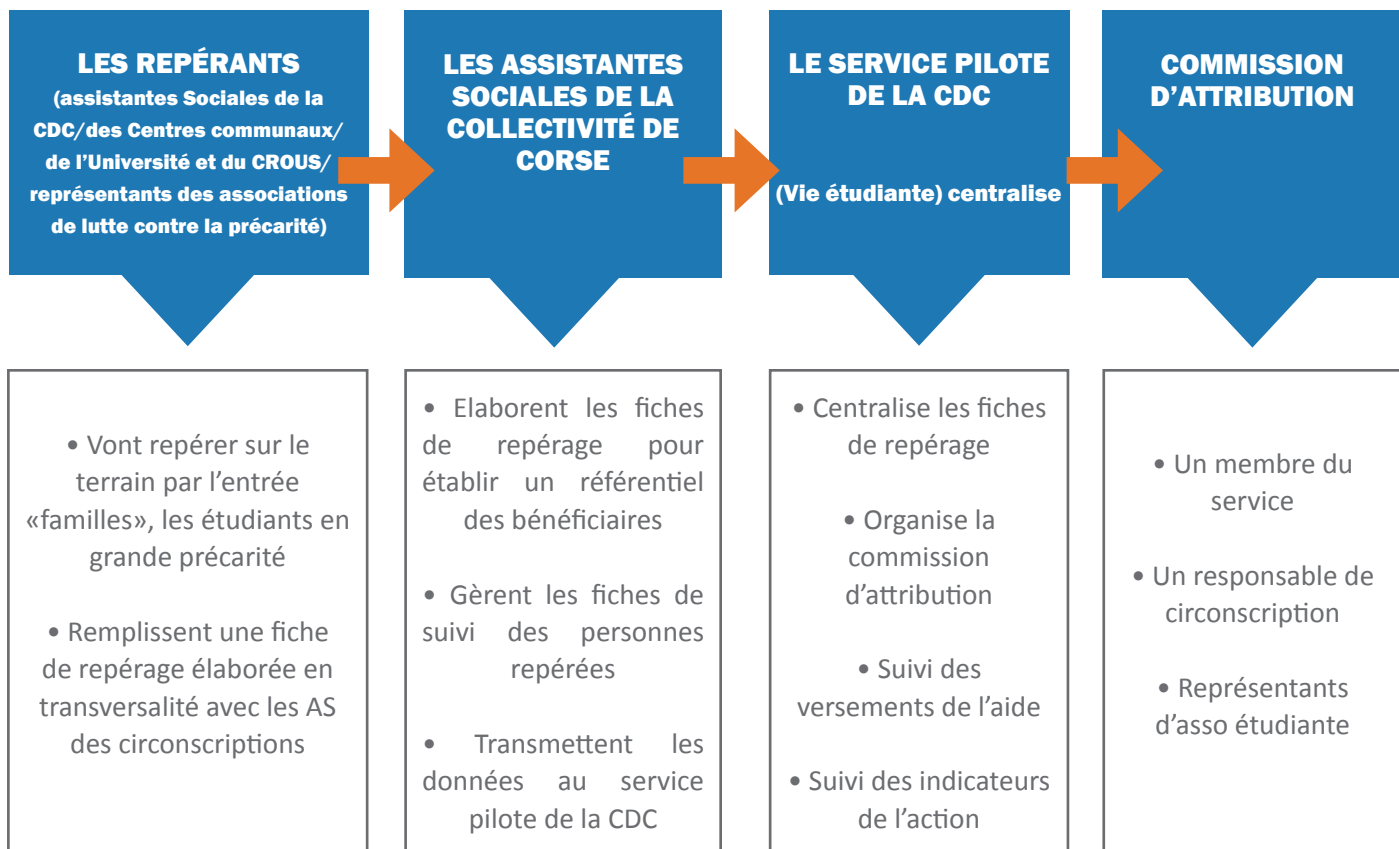 LES REPÉRANTS
(assistantes Sociales de la
CDC/des Centres communaux/
de l'Université et du CROUS/
représentants des associations
de lutte contre la précarité)
LES ASSISTANTES
SOCIALES DE LA
COLLECTIVITÉ DE
CORSE
LE SERVICE PILOTE
DE LA CDC
(Vie étudiante) centralise
COMMISSION
D'ATTRIBUTION
• Vont repérer sur le
terrain par l'entrée
«familles», les étudiants en
grande précarité
• Remplissent une fiche
de repérage élaborée en
transversalité avec les AS
des circonscriptions
• Elaborent les fiches
de repérage pour
établir un référentiel
des bénéficiaires
• Gèrent les fiches de
suivi des personnes
repérées
• Transmettent les
données au service
pilote de la CDC
• Centralise les fiches
de repérage
• Organise la
commission
d'attribution
• Suivi des
versements de l'aide
• Suivi des indicateurs
de l'action
• Un membre du
service
• Un responsable de
circonscription
• Représentants
d'asso étudiante